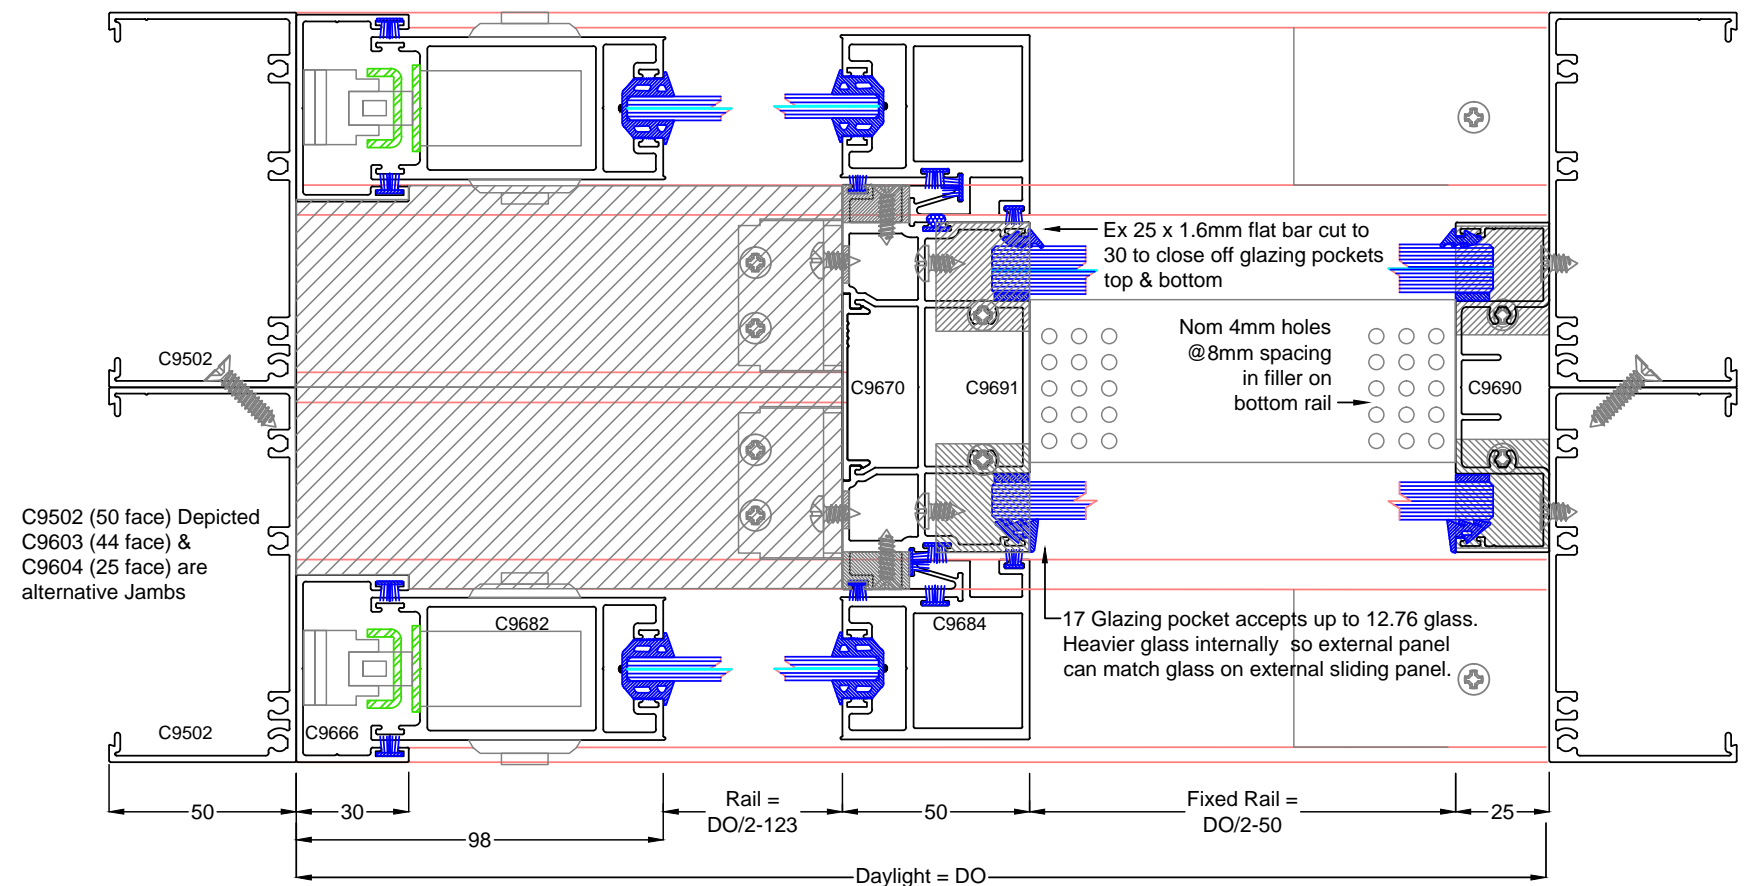 Ex 25 x 1.6mm flat bar cut to
30 to close off glazing pockets
top & bottom
Nom 4mm holes
@8mm spacing
in filler on
bottom rail
C9502
C9670
C9691
C9690
C9502 (50 face) Depicted
C9603 (44 face) &
C9604 (25 face) are
alternative Jambs
C9682
C9684
17 Glazing pocket accepts up to 12.76 glass.
Heavier glass internally so external panel
can match glass on external sliding panel.
C9502
C9666
50
30
Rail =
DO/2-123
50
Fixed Rail =
DO/2-50
25
98
Daylight = DO